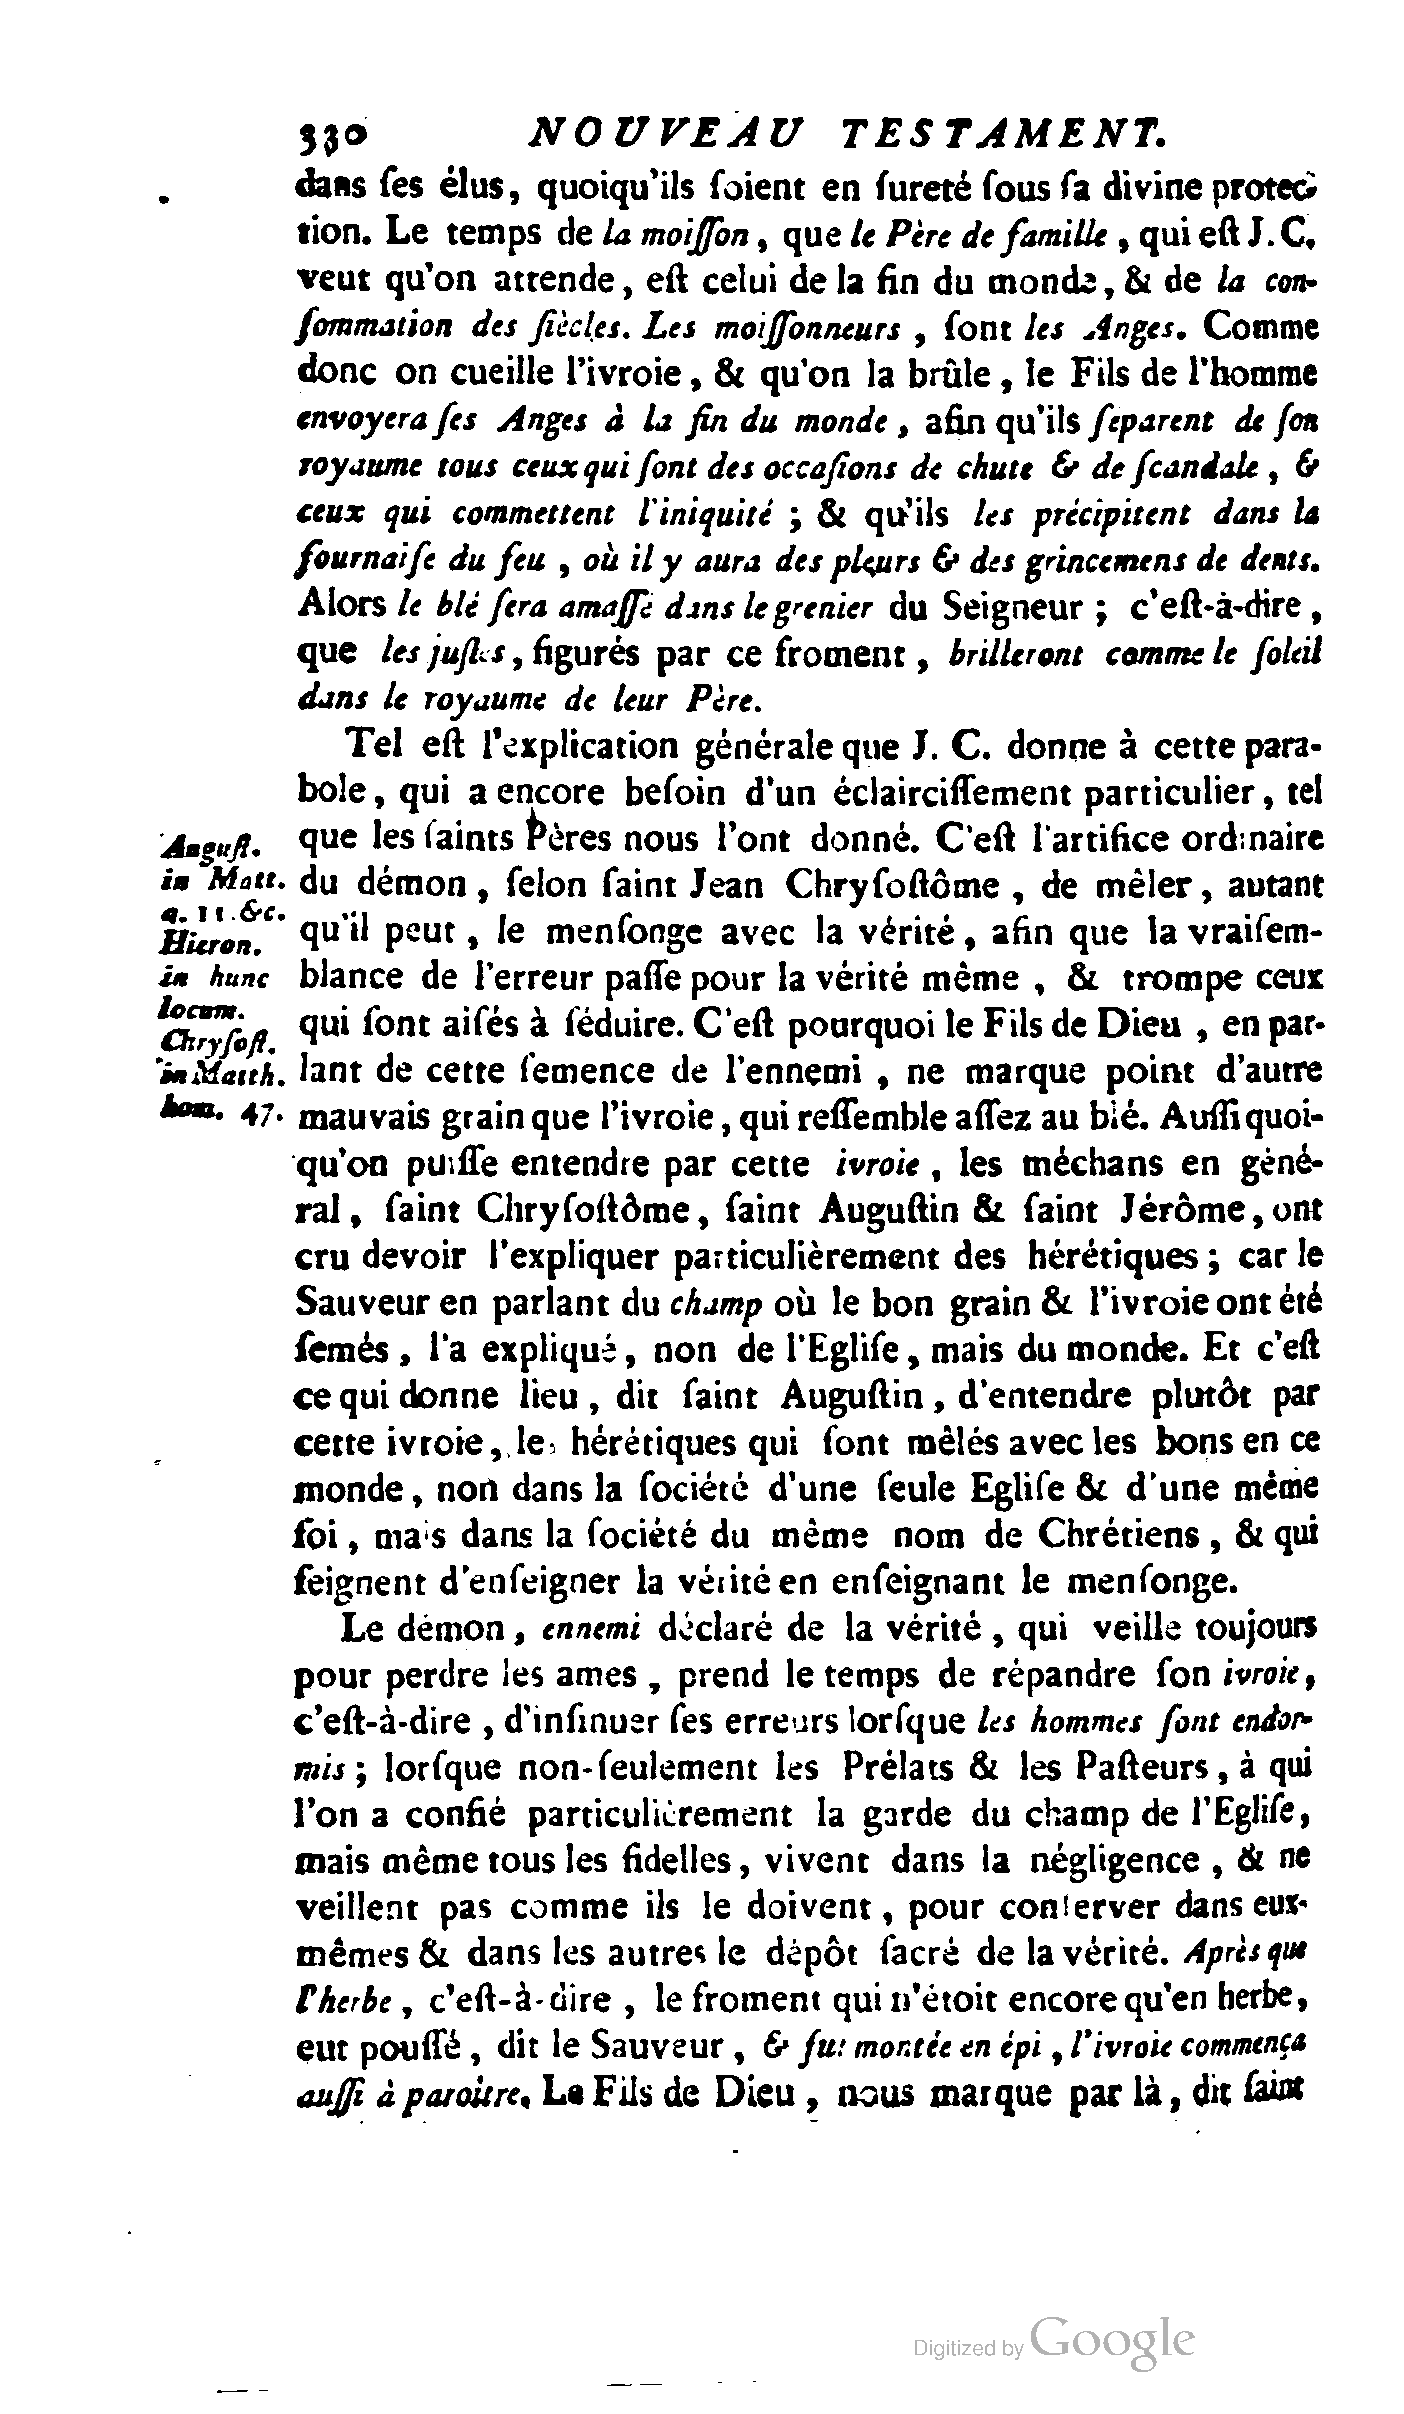 330 NOUVEAU TESTAMENT.
dans ſes élus, quoiqu'ils ſoient en ſureté ſous ſa divine protec-
tion. Le temps de la moiſſon, que le Père de famille, qui eſt J. C.
veut qu'on attende, eſt celui de la fin du monde, & de la con-
ſommation des ſiècles. Les moiſſonneurs, ſont les Anges. Comme
donc on cueille l'ivroie, & qu'on la brûle, le Fils de l'homme
envoyera ſes Anges à la fin du monde, afin qu'ils ſeparent de ſon
royaume tous ceux qui ſont des occaſions de chute & de ſcandale, &
ceux qui commettent l'iniquité ; & qu'ils les précipitent dans la
fournaiſe du feu, où il y aura des pleurs & des grincemens de dents.
Alors le blé ſera amaſſé dans le grenier du Seigneur ; c'eſt-à-dire,
que les juſtes, figurés par ce froment, brilleront comme le ſoleil
dans le royaume de leur Père.
Tel eſt l'explication générale que J. C. donne à cette para-
bole, qui a encore beſoin d'un éclairciſſement particulier, tel
que les ſaints Pères nous l'ont donné. C'eſt l'artifice ordinaire
du démon, ſelon ſaint Jean Chryſoſtôme, de mêler, autant
qu'il peut, le menſonge avec la vérité, afin que la vraiſem-
blance de l'erreur paſſe pour la vérité même, & trompe ceux
qui ſont aiſés à ſéduire. C'eſt pourquoi le Fils de Dieu, en par-
lant de cette ſemence de l'ennemi, ne marque point d'autre
mauvais grain que l'ivroie, qui reſſemble aſſez au blé. Auſſi quoi-
qu'on puiſſe entendre par cette ivroie, les méchans en géné-
ral, ſaint Chryſoſtôme, ſaint Auguſtin & ſaint Jérôme, ont
cru devoir l'expliquer particulièrement des hérétiques ; car le
Sauveur en parlant du champ où le bon grain & l'ivroie ont été
ſemés, l'a expliqué, non de l'Egliſe, mais du monde. Et c'eſt
ce qui donne lieu, dit ſaint Auguſtin, d'entendre plutôt par
cette ivroie, les hérétiques qui ſont mêlés avec les bons en ce
monde, non dans la ſociété d'une ſeule Egliſe & d'une même
foi, mais dans la ſociété du même nom de Chrétiens, & qui
feignent d'enſeigner la vérité en enſeignant le menſonge.
Le démon, ennemi déclaré de la vérité, qui veille toujours
pour perdre les ames, prend le temps de répandre ſon ivroie,
c'eſt-à-dire, d'inſinuer ſes erreurs lorſque les hommes ſont endor-
mis ; lorſque non-ſeulement les Prélats & les Paſteurs, à qui
l'on a confié particulièrement la garde du champ de l'Egliſe,
mais même tous les fidelles, vivent dans la négligence, & ne
veillent pas comme ils le doivent, pour conſerver dans eux-
mêmes & dans les autres le dépôt ſacré de la vérité. Après que
l'herbe, c'eſt-à-dire, le froment qui n'étoit encore qu'en herbe,
eut pouſſé, dit le Sauveur, & fut montée en épi, l'ivroie commença
auſſi à paroître. Le Fils de Dieu, nous marque par là, dit ſaint
Auguſt.
in Matt.
q. 11. &c.
Hieron.
in hunc
locum.
Chryſoſt.
in Matth.
hom. 47.
Digitized by Google